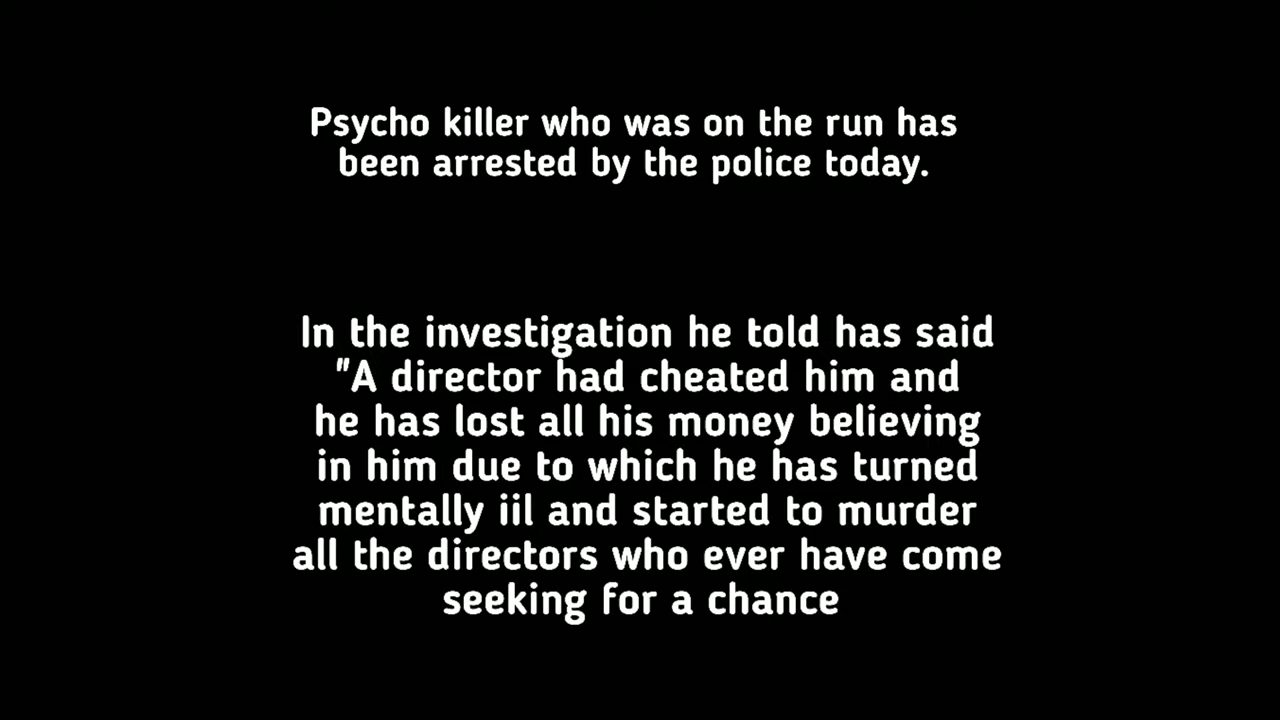 Psycho killer who was on the run has
been arrested by the police today.
In the investigation he told has said
"A director had cheated him and
he has lost all his money believing
in him due to which he has turned
mentally iil and started to murder
all the directors who ever have come
seeking for a chance